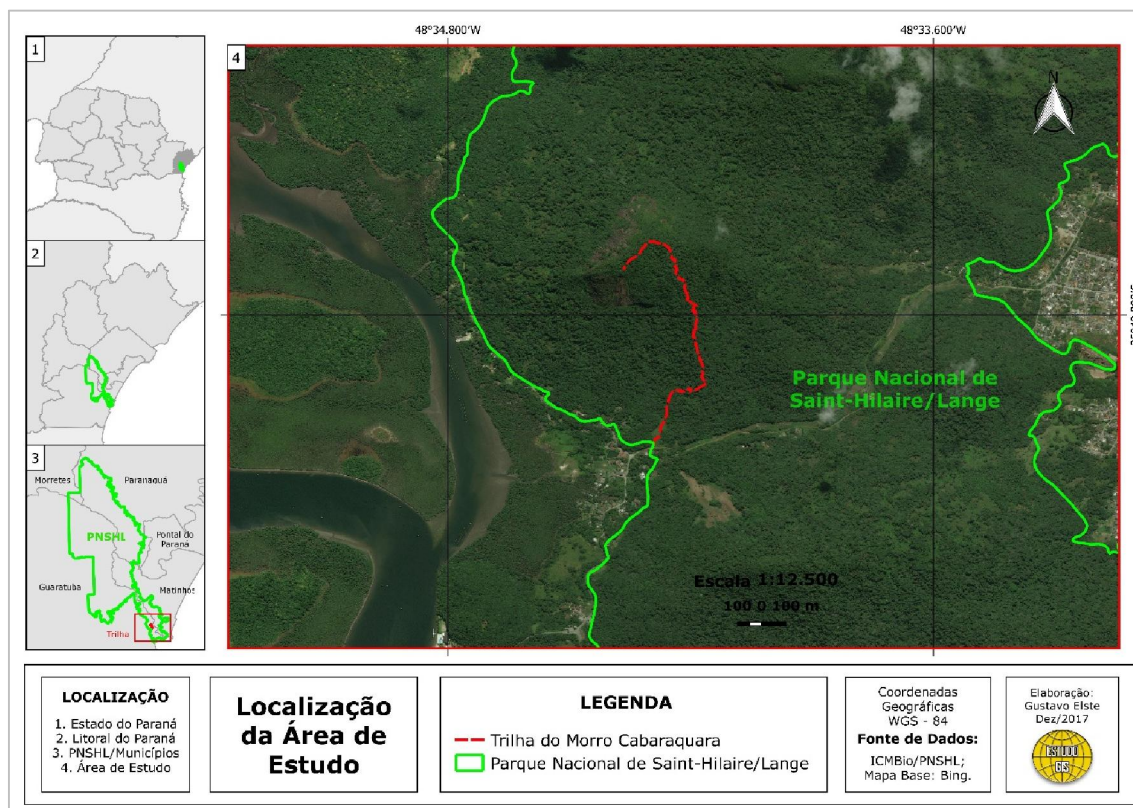 1
2
3
Morretes
Paranaguá
PNSHL
Pontal do
Paraná
Guaratuba
Matinhos
Trilha
48°34.800'W
48°33.600'W
4
N
Parque Nacional de
Saint-Hilaire/Lange
Escala 1:12.500
100 0 100 m
LOCALIZAÇÃO
1. Estado do Paraná
2. Litoral do Paraná
3. PNSHL/Municípios
4. Área de Estudo
Localização
da Área de
Estudo
LEGENDA
Trilha do Morro Cabaraquara
Parque Nacional de Saint-Hilaire/Lange
Coordenadas
Geográficas
WGS - 84
Fonte de Dados:
ICMBio/PNSHL;
Mapa Base: Bing.
Elaboração:
Gustavo Elste
Dez/2017
ESTUDO
GIS